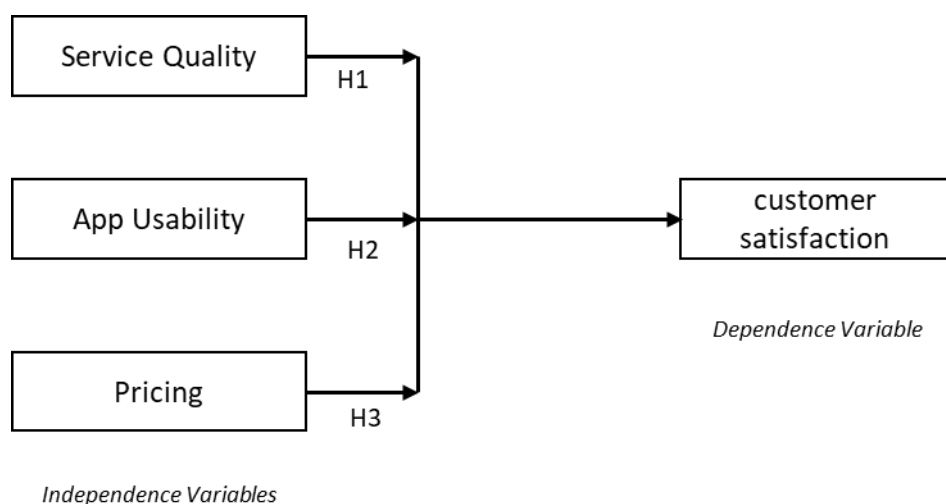 Service Quality
H1
App Usability
H2
customer
satisfaction
Dependence Variable
Pricing
H3
Independence Variables